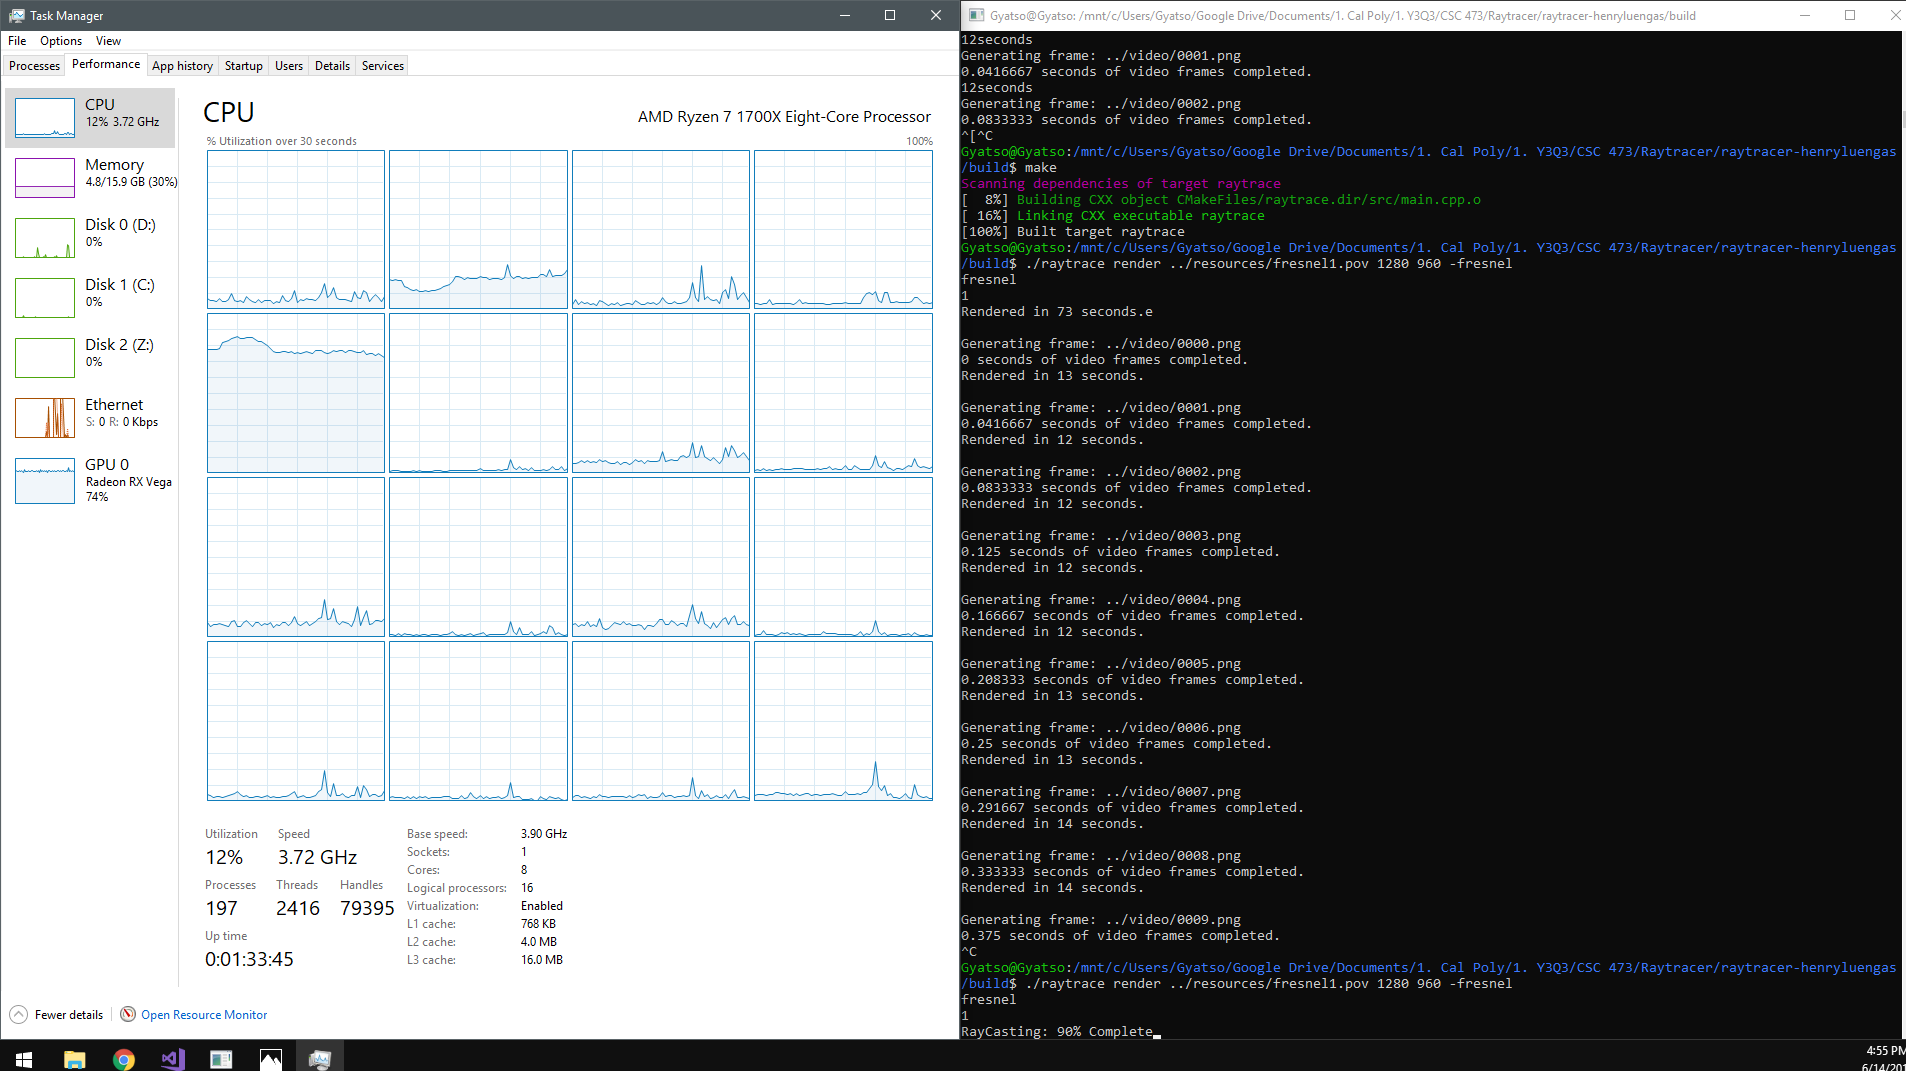 Task Manager
File Options View
Processes Performance App history Startup Users Details Services
CPU
12% 3.72 GHz
Memory
4.8/15.9 GB (30%)
Disk 0 (D:)
0%
Disk 1 (C:)
0%
Disk 2 (Z:)
0%
Ethernet
S: 0 R: 0 Kbps
GPU 0
Radeon RX Vega
74%
CPU
AMD Ryzen 7 1700X Eight-Core Processor
% Utilization over 30 seconds 100%
Utilization Speed
12% 3.72 GHz
Processes Threads Handles
197 2416 79395
Up time
0:01:33:45
Base speed: 3.90 GHz
Sockets: 1
Cores: 8
Logical processors: 16
Virtualization: Enabled
L1 cache: 768 KB
L2 cache: 4.0 MB
L3 cache: 16.0 MB
Fewer details Open Resource Monitor
Gyatso@Gyatso: /mnt/c/Users/Gyatso/Google Drive/Documents/1. Cal Poly/1. Y3Q3/CSC 473/Raytracer/raytracer-henryluengas/build
12seconds
Generating frame: ../video/0001.png
0.0416667 seconds of video frames completed.
12seconds
Generating frame: ../video/0002.png
0.0833333 seconds of video frames completed.
^[^C
Gyatso@Gyatso:/mnt/c/Users/Gyatso/Google Drive/Documents/1. Cal Poly/1. Y3Q3/CSC 473/Raytracer/raytracer-henryluengas
/build$ make
Scanning dependencies of target raytrace
[  8%] Building CXX object CMakeFiles/raytrace.dir/src/main.cpp.o
[ 16%] Linking CXX executable raytrace
[100%] Built target raytrace
Gyatso@Gyatso:/mnt/c/Users/Gyatso/Google Drive/Documents/1. Cal Poly/1. Y3Q3/CSC 473/Raytracer/raytracer-henryluengas
/build$ ./raytrace render ../resources/fresnel1.pov 1280 960 -fresnel
fresnel
1
Rendered in 73 seconds.e
Generating frame: ../video/0000.png
0 seconds of video frames completed.
Rendered in 13 seconds.
Generating frame: ../video/0001.png
0.0416667 seconds of video frames completed.
Rendered in 12 seconds.
Generating frame: ../video/0002.png
0.0833333 seconds of video frames completed.
Rendered in 12 seconds.
Generating frame: ../video/0003.png
0.125 seconds of video frames completed.
Rendered in 12 seconds.
Generating frame: ../video/0004.png
0.166667 seconds of video frames completed.
Rendered in 12 seconds.
Generating frame: ../video/0005.png
0.208333 seconds of video frames completed.
Rendered in 13 seconds.
Generating frame: ../video/0006.png
0.25 seconds of video frames completed.
Rendered in 13 seconds.
Generating frame: ../video/0007.png
0.291667 seconds of video frames completed.
Rendered in 14 seconds.
Generating frame: ../video/0008.png
0.333333 seconds of video frames completed.
Rendered in 14 seconds.
Generating frame: ../video/0009.png
0.375 seconds of video frames completed.
^C
Gyatso@Gyatso:/mnt/c/Users/Gyatso/Google Drive/Documents/1. Cal Poly/1. Y3Q3/CSC 473/Raytracer/raytracer-henryluengas
/build$ ./raytrace render ../resources/fresnel1.pov 1280 960 -fresnel
fresnel
1
RayCasting: 90% Complete
4:55 PM